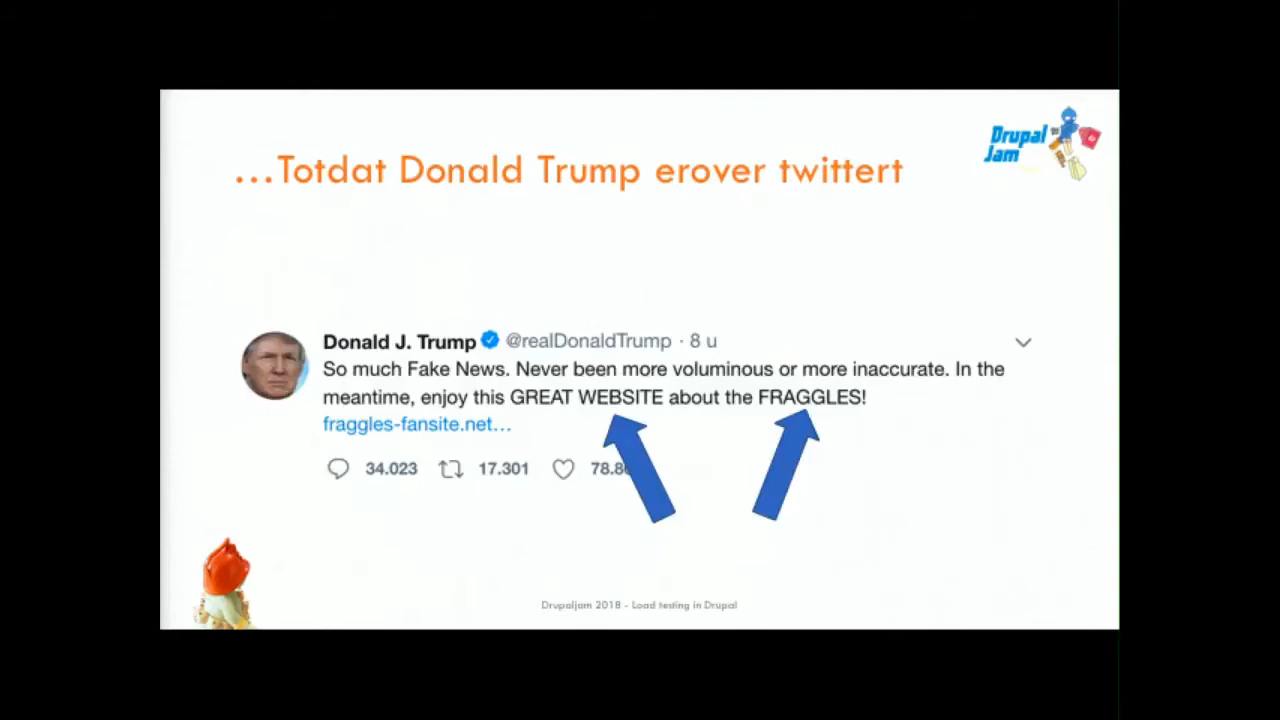 Drupal
Jam
...Totdat Donald Trump erover twittert
Donald J. Trump @realDonaldTrump · 8 u
So much Fake News. Never been more voluminous or more inaccurate. In the
meantime, enjoy this GREAT WEBSITE about the FRAGGLES!
fraggles-fansite.net...
34.023 17.301
Drupaljam 2018 - Load testing in Drupal